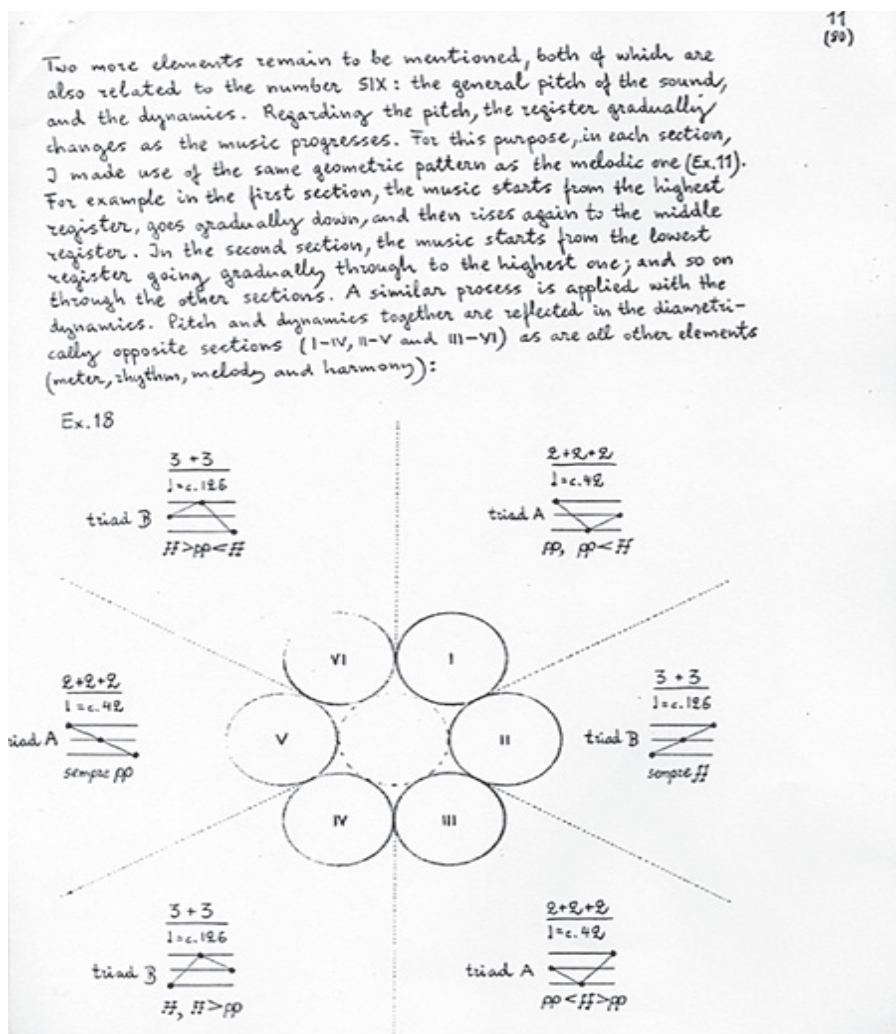 11
(20)
Two more elements remain to be mentioned, both of which are
also related to the number SIX: the general pitch of the sound,
and the dynamics. Regarding the pitch, the register gradually
changes as the music progresses. For this purpose, in each section,
I made use of the same geometric pattern as the melodic one (Ex.11).
For example in the first section, the music starts from the highest
register, goes gradually down, and then rises again to the middle
register. In the second section, the music starts from the lowest
register going gradually through to the highest one; and so on
through the other sections. A similar process is applied with the
dynamics. Pitch and dynamics together are reflected in the diametri-
cally opposite sections (I-IV, II-V and III-VI) as are all other elements
(meter, rhythm, melody and harmony):
Ex.18
3+3
♩=c.126
triad B
ff>pp<ff
2+2+2
♩=c.42
triad A
pp, pp<ff
VI
I
2+2+2
♩=c.42
riad A
sempre pp
V
II
3+3
♩=c.126
triad B
sempre ff
IV
III
3+3
♩=c.126
triad B
ff, ff>pp
2+2+2
♩=c.42
triad A
pp<ff>pp